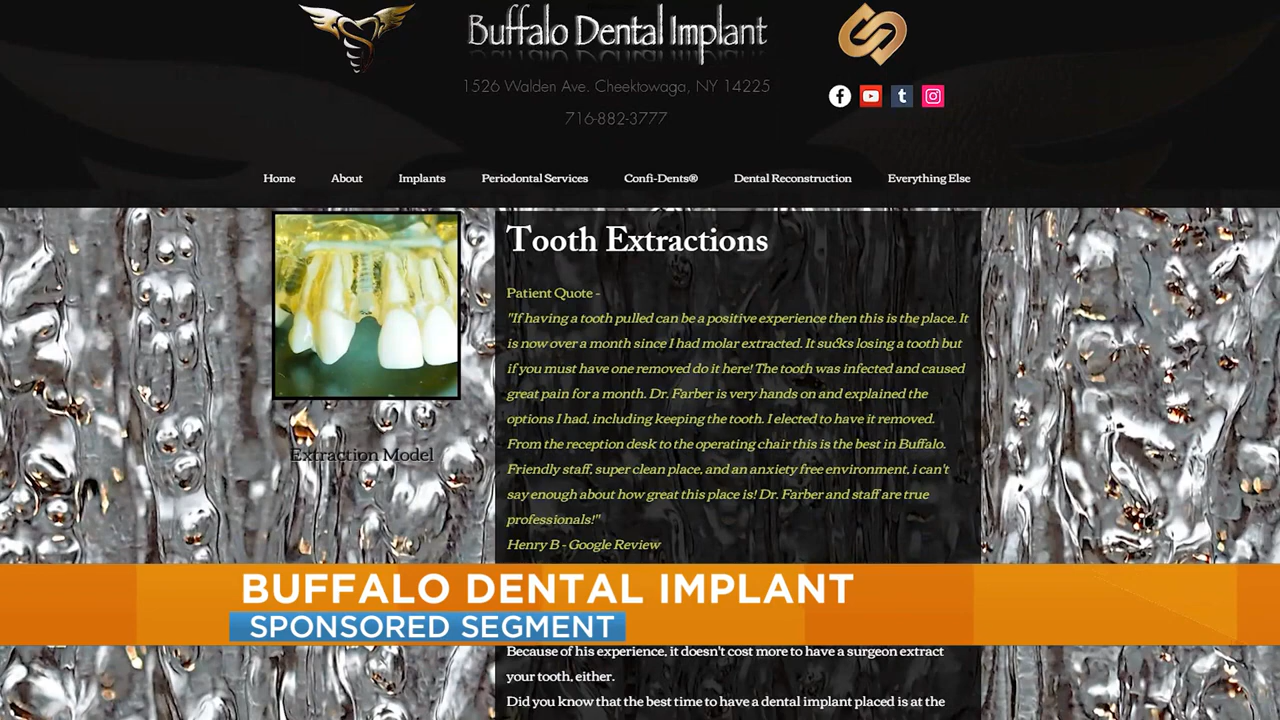 Buffalo Dental Implant
1526 Walden Ave. Cheektowaga, NY 14225
716-882-3777
Home About Implants Periodontal Services Confi-Dents® Dental Reconstruction Everything Else
Tooth Extractions
Patient Quote -
"If having a tooth pulled can be a positive experience then this is the place. It
is now over a month since I had molar extracted. It sucks losing a tooth but
if you must have one removed do it here! The tooth was infected and caused
great pain for a month. Dr. Farber is very hands on and explained the
options I had, including keeping the tooth. I elected to have it removed.
From the reception desk to the operating chair this is the best in Buffalo.
Friendly staff, super clean place, and an anxiety free environment, i can't
say enough about how great this place is! Dr. Farber and staff are true
professionals!"
Henry B - Google Review
Extraction Model
BUFFALO DENTAL IMPLANT
SPONSORED SEGMENT
Because of his experience, it doesn't cost more to have a surgeon extract
your tooth, either.
Did you know that the best time to have a dental implant placed is at the